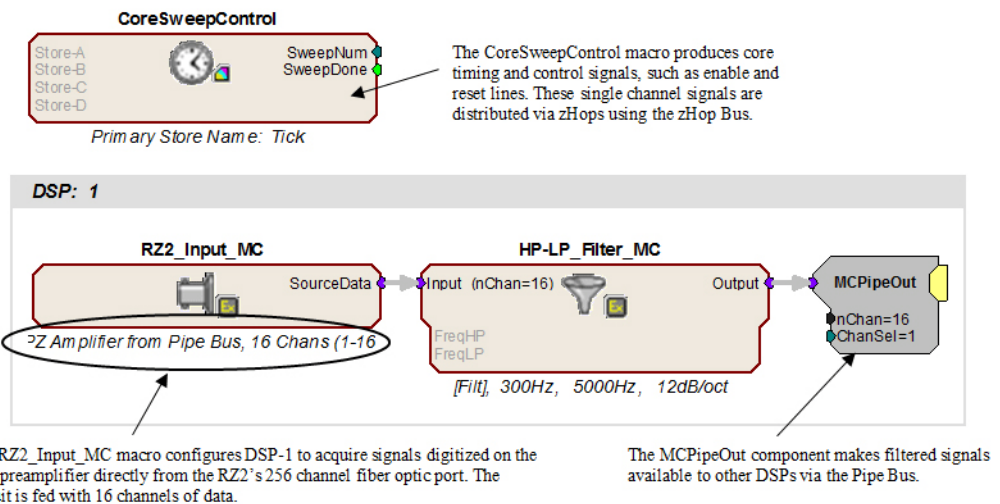 CoreSweepControl
Store-A
Store-B
Store-C
Store-D
SweepNum
SweepDone
Primary Store Name: Tick
The CoreSweepControl macro produces core
timing and control signals, such as enable and
reset lines. These single channel signals are
distributed via zHops using the zHop Bus.
DSP: 1
RZ2_Input_MC
SourceData
PZ Amplifier from Pipe Bus, 16 Chans (1-16
HP-LP_Filter_MC
Input (nChan=16)
Output
FreqHP
FreqLP
[Filt], 300Hz, 5000Hz, 12dB/oct
MCPipeOut
nChan=16
ChanSel=1
RZ2_Input_MC macro configures DSP-1 to acquire signals digitized on the
preamplifier directly from the RZ2's 256 channel fiber optic port. The
it is fed with 16 channels of data.
The MCPipeOut component makes filtered signals
available to other DSPs via the Pipe Bus.